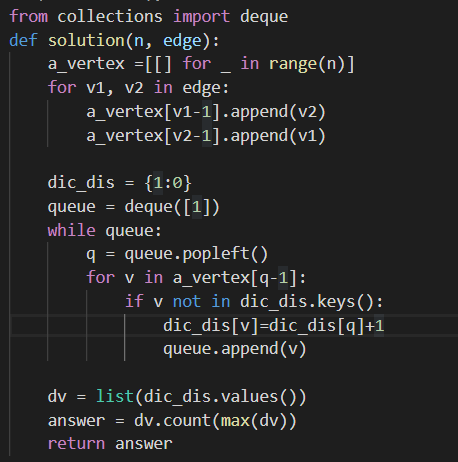 from collections import deque
def solution(n, edge):
    a_vertex =[[] for _ in range(n)]
    for v1, v2 in edge:
        a_vertex[v1-1].append(v2)
        a_vertex[v2-1].append(v1)

    dic_dis = {1:0}
    queue = deque([1])
    while queue:
        q = queue.popleft()
        for v in a_vertex[q-1]:
            if v not in dic_dis.keys():
                dic_dis[v]=dic_dis[q]+1
                queue.append(v)

    dv = list(dic_dis.values())
    answer = dv.count(max(dv))
    return answer